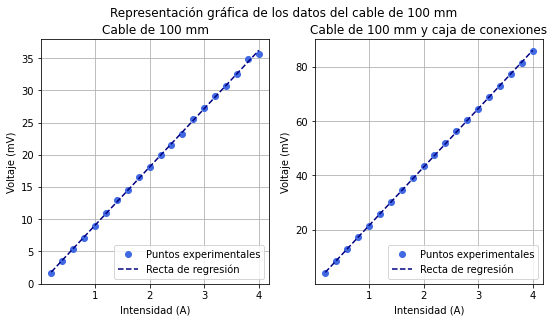 Representación gráfica de los datos del cable de 100 mm
Cable de 100 mm
Voltaje (mV)
35
30
25
20
15
10
5
0
1
2
3
4
Intensidad (A)
Puntos experimentales
Recta de regresión
Cable de 100 mm y caja de conexiones
Voltaje (mV)
80
60
40
20
1
2
3
4
Intensidad (A)
Puntos experimentales
Recta de regresión